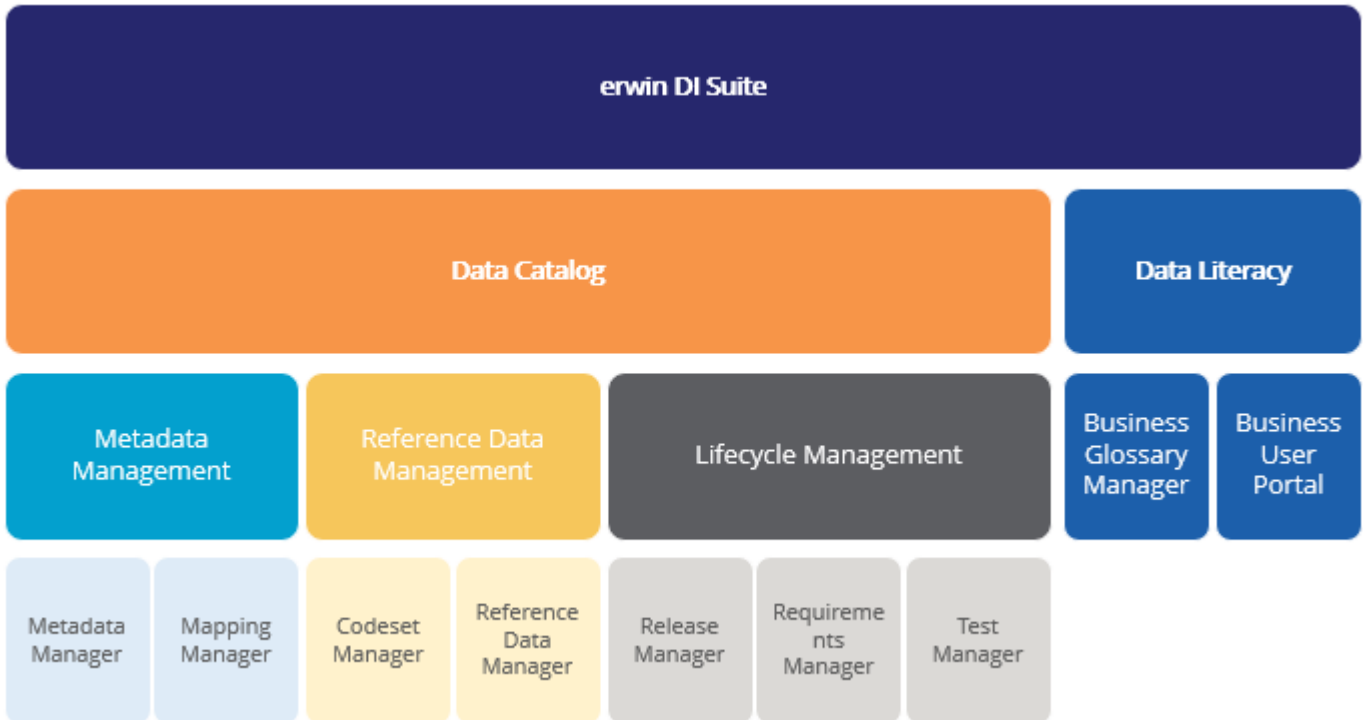 erwin DI Suite
Data Catalog
Data Literacy
Metadata
Management
Reference Data
Management
Lifecycle Management
Business
Glossary
Manager
Business
User
Portal
Metadata
Manager
Mapping
Manager
Codeset
Manager
Reference
Data
Manager
Release
Manager
Requireme
nts
Manager
Test
Manager